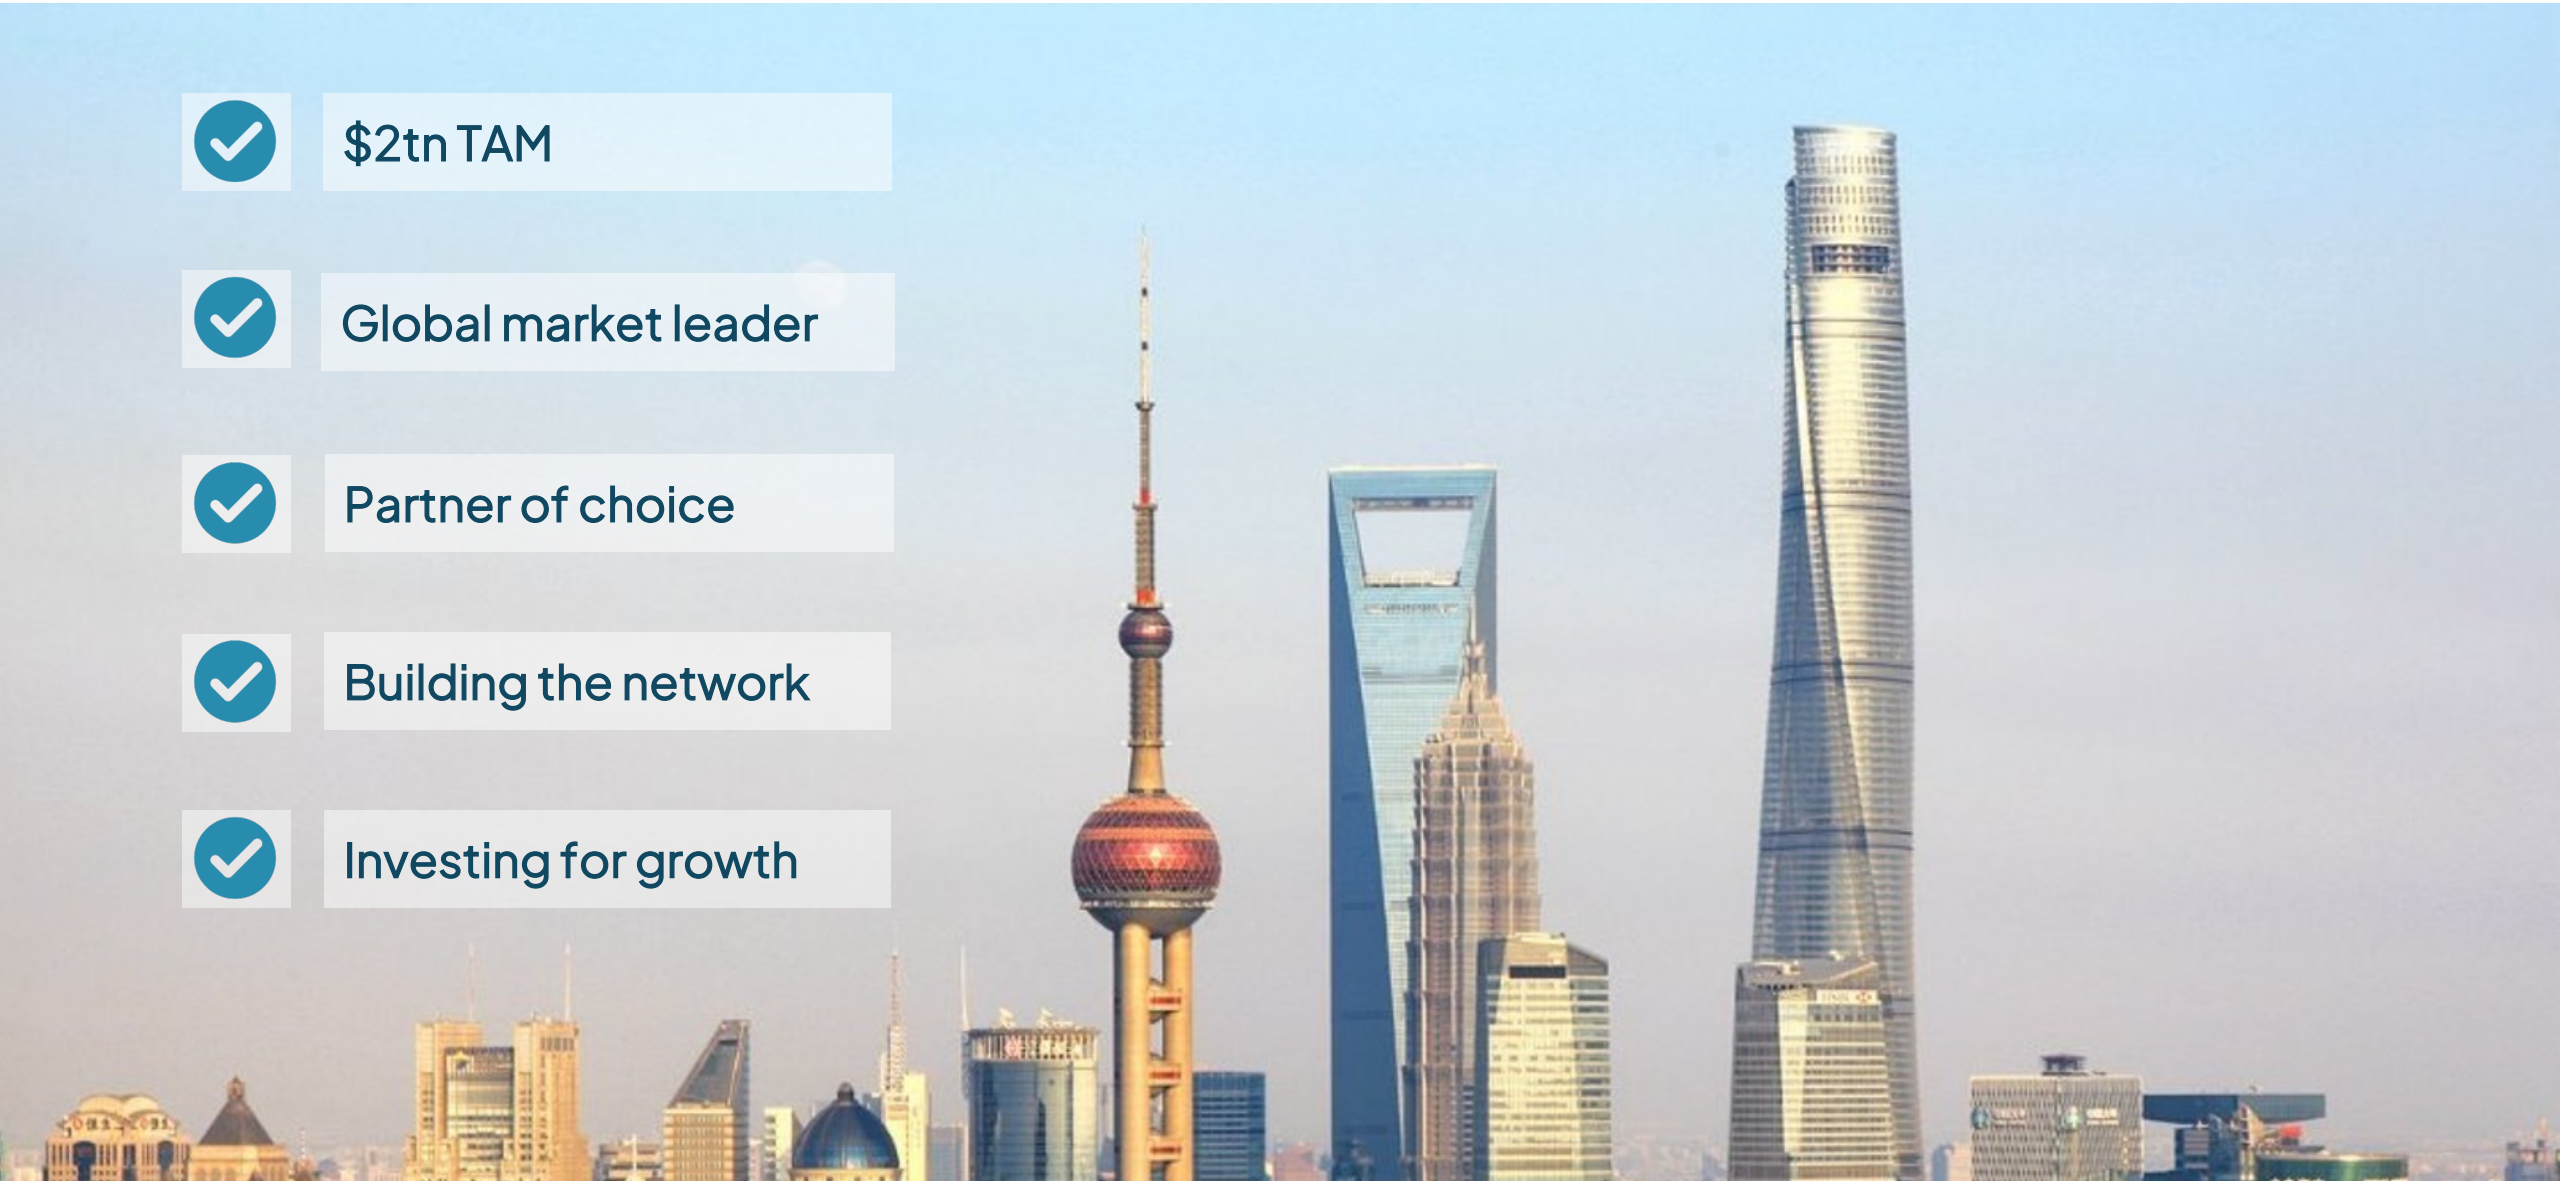 $2tn TAM
Global market leader
Partner of choice
Building the network
Investing for growth